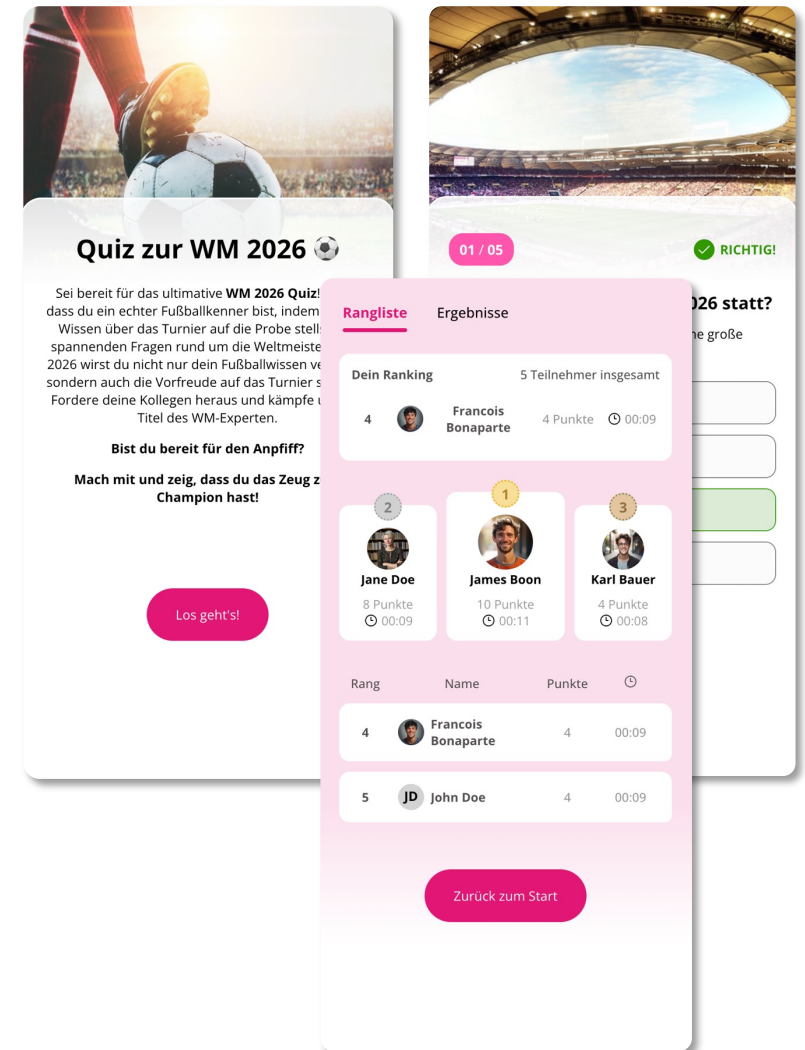 Quiz zur WM 2026 ⚽
Sei bereit für das ultimative WM 2026 Quiz!
dass du ein echter Fußballkenner bist, indem
Wissen über das Turnier auf die Probe
spannenden Fragen rund um die
2026 wirst du nicht nur dein Fußballwissen
sondern auch die Vorfreude auf das Turnier
Fordere deine Kollegen heraus und kämpfe
Titel des WM-Experten.
Bist du bereit für den Anpfiff?
Mach mit und zeig, dass du das Zeug
Champion hast!
Los geht's!
01 / 05
RICHTIG!
2026 statt?
große
Rangliste
Ergebnisse
Dein Ranking
5 Teilnehmer insgesamt
4
Francois
Bonaparte
4 Punkte
00:09
2
Jane Doe
8 Punkte
00:09
1
James Boon
10 Punkte
00:11
3
Karl Bauer
4 Punkte
00:08
Rang Name Punkte
4
Francois
Bonaparte
4
00:09
5 JD John Doe 4 00:09
Zurück zum Start